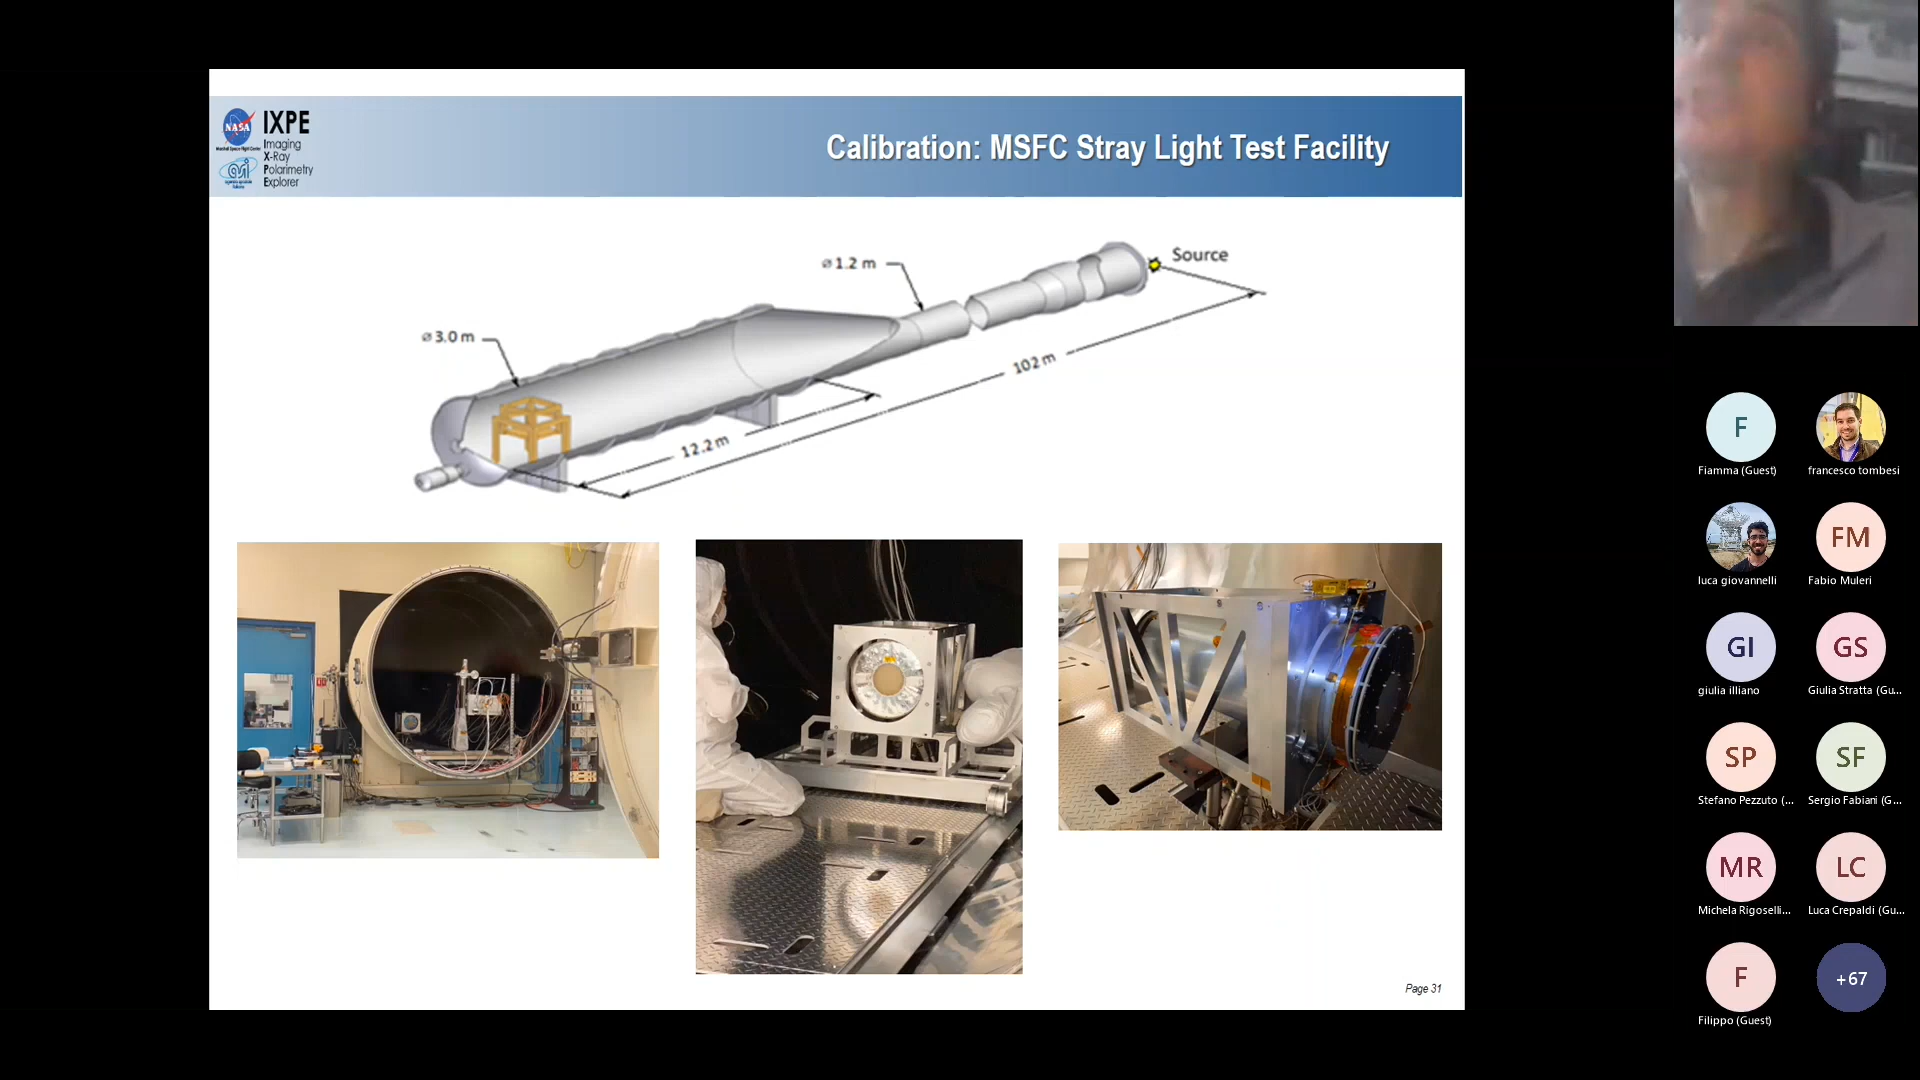 NASA
IXPE
Imaging
X-Ray
Polarimetry
Explorer
asi
Calibration: MSFC Stray Light Test Facility
Source
⌀1.2 m
⌀3.0 m
102 m
12.2 m
Page 31
F
Fiamma (Guest)
francesco tombesi
luca giovannelli
FM
Fabio Muleri
GI
giulia illiano
GS
Giulia Stratta (Gu...
SP
Stefano Pezzuto (...
SF
Sergio Fabiani (G...
MR
Michela Rigoselli...
LC
Luca Crepaldi (Gu...
F
Filippo (Guest)
+67